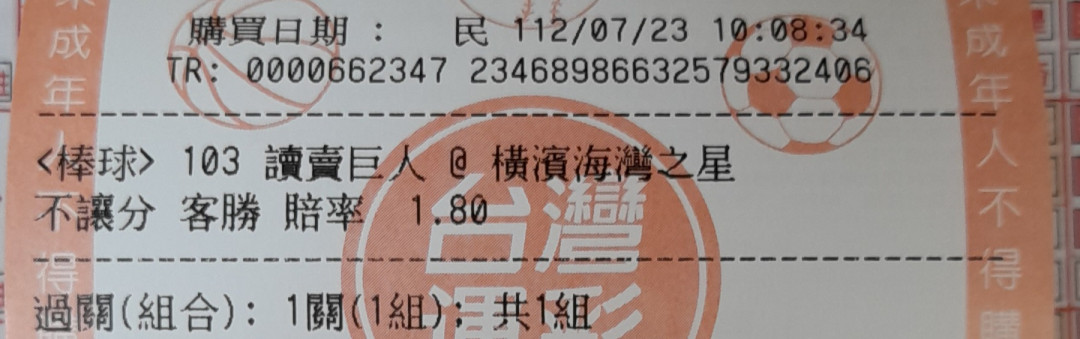 購買日期： 民 112/07/23 10:08:34
TR: 0000662347 23468986632579332406
<棒球> 103 讀賣巨人 @ 橫濱海灣之星
不讓分 客勝 賠率 1.80
過關(組合): 1關(1組); 共1組
台灣
運彩
成年人不得購
成年人不得購